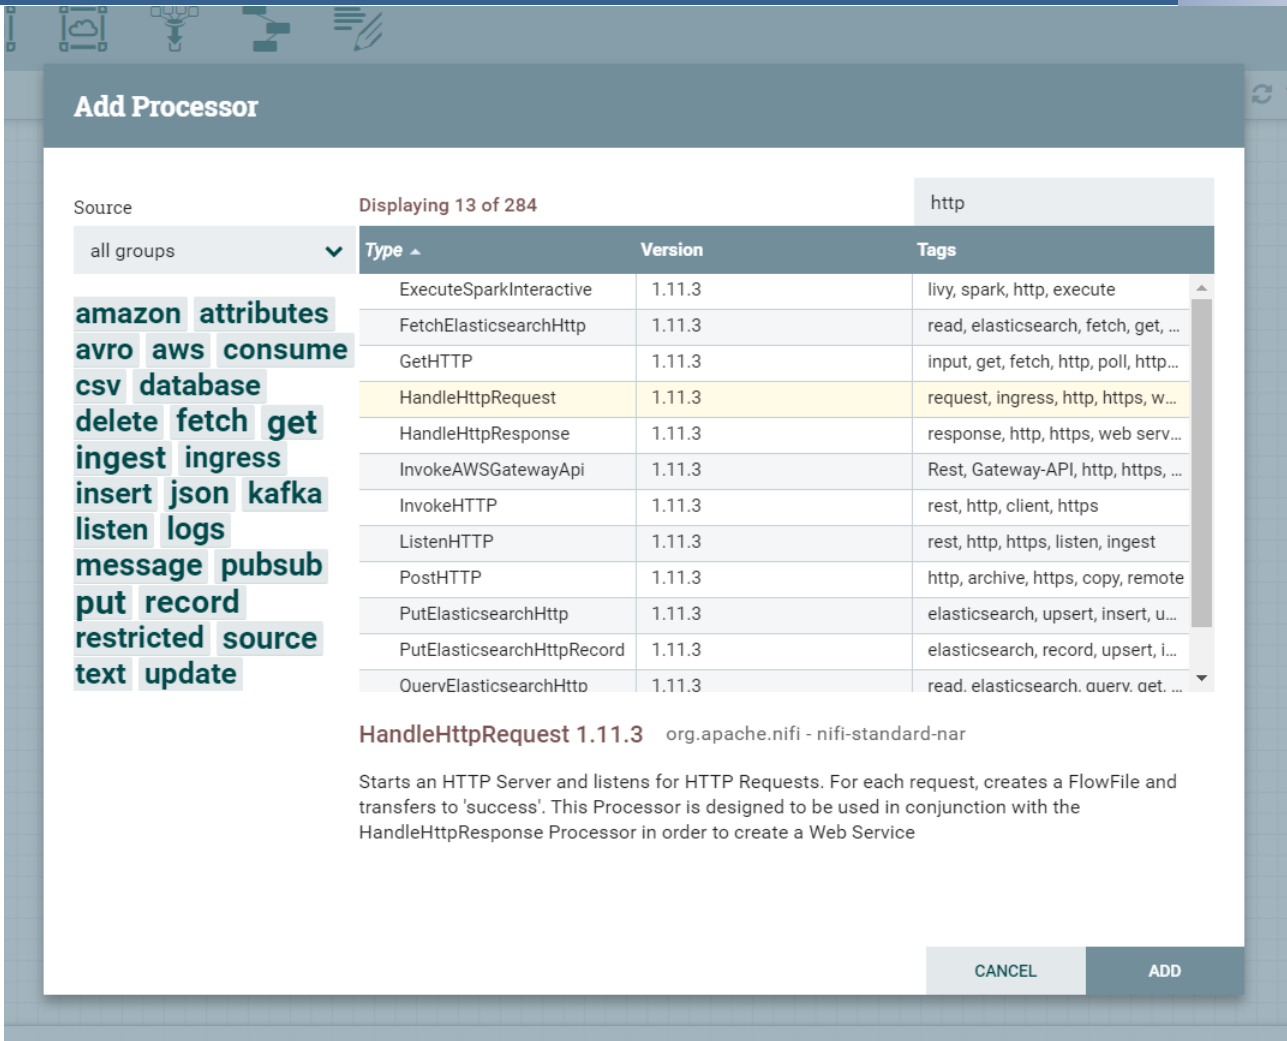 Add Processor
Source
Displaying 13 of 284
http
all groups
Type Version Tags
ExecuteSparkInteractive 1.11.3 livy, spark, http, execute
FetchElasticsearchHttp 1.11.3 read, elasticsearch, fetch, get, ...
GetHTTP 1.11.3 input, get, fetch, http, poll, http...
HandleHttpRequest 1.11.3 request, ingress, http, https, w...
HandleHttpResponse 1.11.3 response, http, https, web serv...
InvokeAWSGatewayApi 1.11.3 Rest, Gateway-API, http, https, ...
InvokeHTTP 1.11.3 rest, http, client, https
ListenHTTP 1.11.3 rest, http, https, listen, ingest
PostHTTP 1.11.3 http, archive, https, copy, remote
PutElasticsearchHttp 1.11.3 elasticsearch, upsert, insert, u...
PutElasticsearchHttpRecord 1.11.3 elasticsearch, record, upsert, i...
QueryElasticsearchHttp 1.11.3 read, elasticsearch, query, get, ...
amazon attributes
avro aws consume
csv database
delete fetch get
ingest ingress
insert json kafka
listen logs
message pubsub
put record
restricted source
text update
HandleHttpRequest 1.11.3 org.apache.nifi - nifi-standard-nar
Starts an HTTP Server and listens for HTTP Requests. For each request, creates a FlowFile and
transfers to 'success'. This Processor is designed to be used in conjunction with the
HandleHttpResponse Processor in order to create a Web Service
CANCEL
ADD